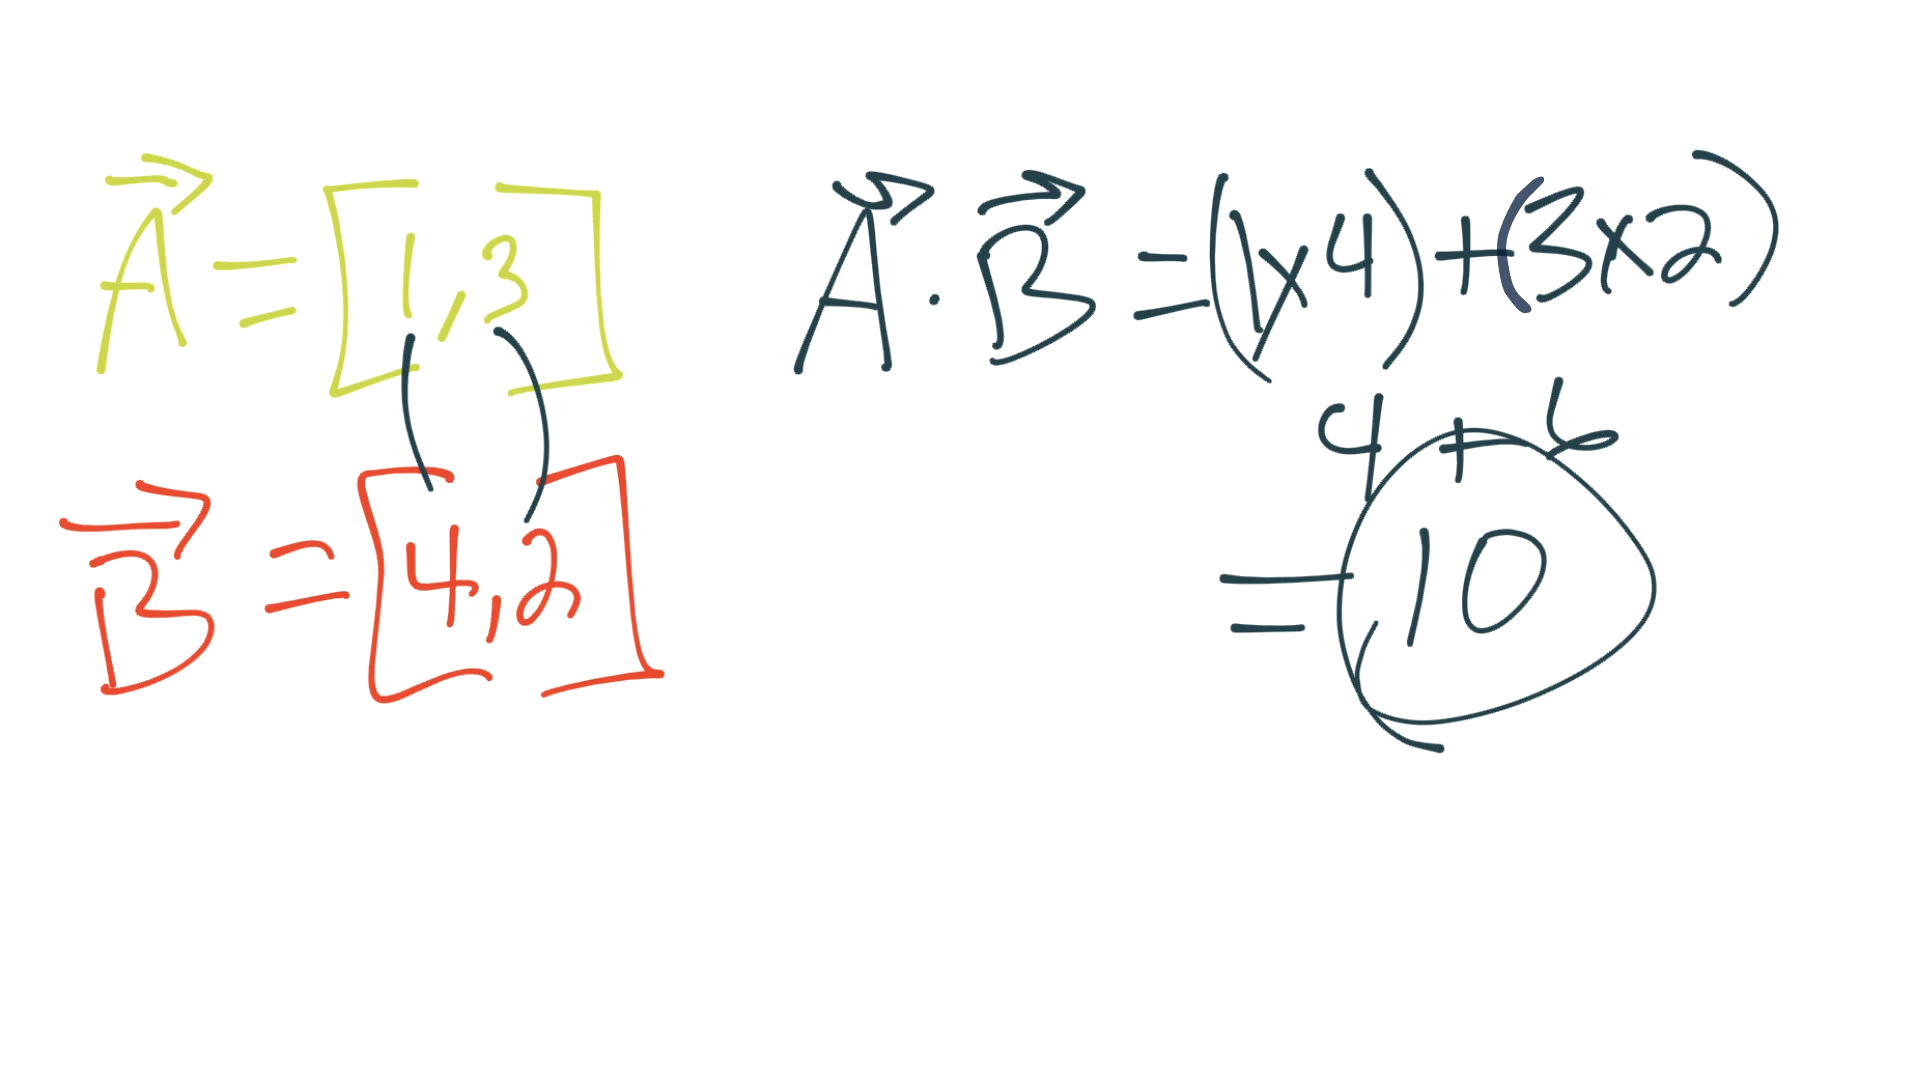 A⃗ = [1, 3]
B⃗ = [4, 2]
A⃗ · B⃗ = (1 x 4) + (3 x 2)
4 + 6
= 10